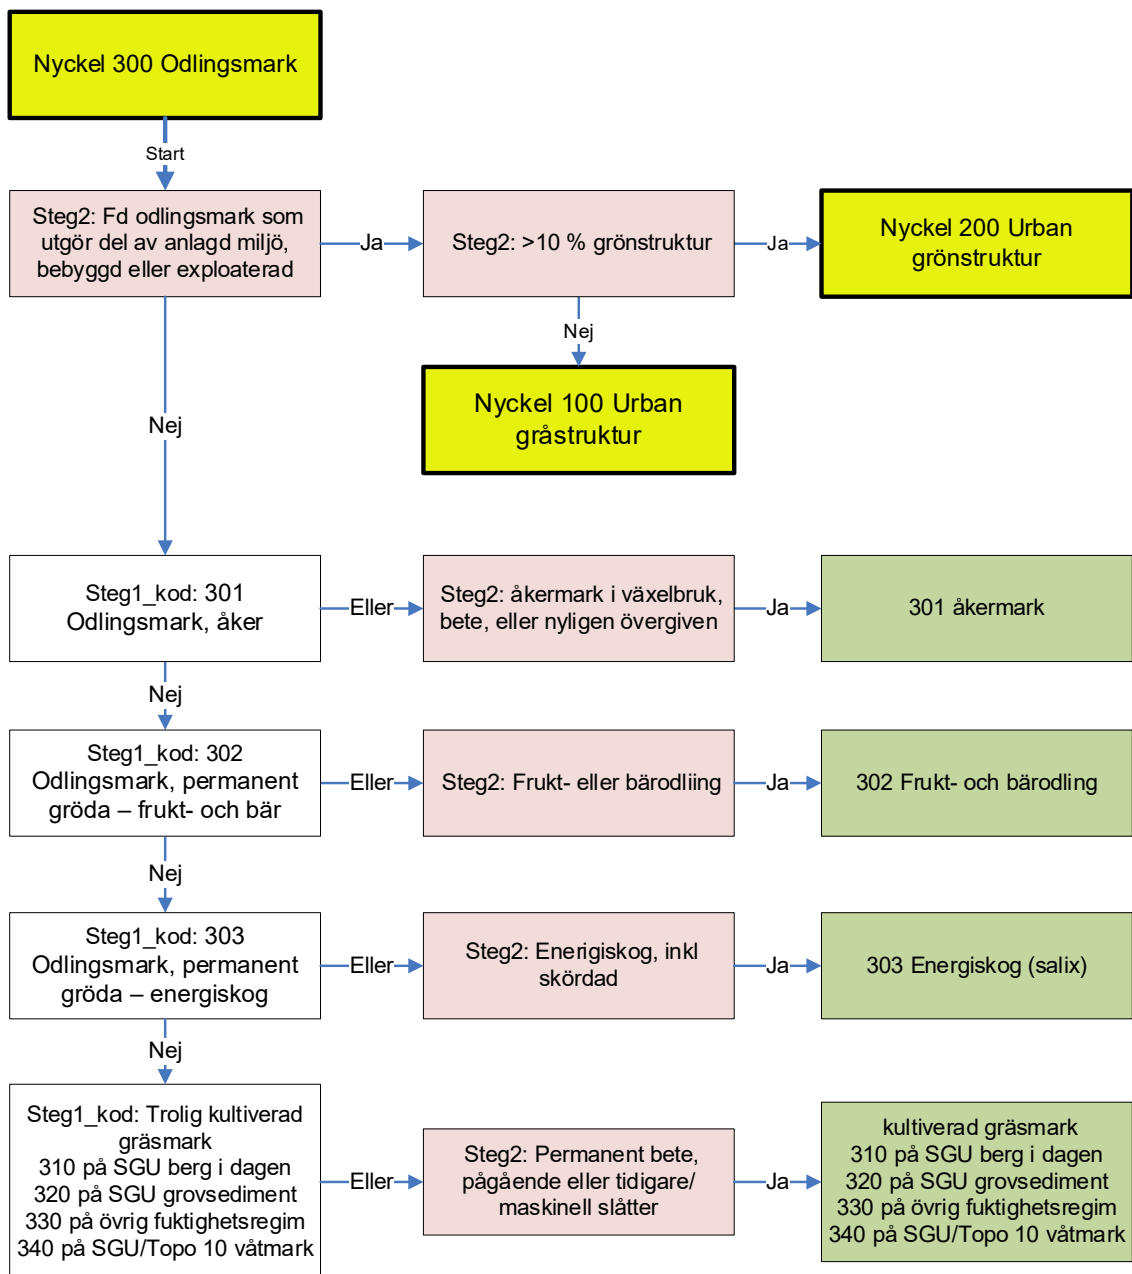 Nyckel 300 Odlingsmark
Start
Steg2: Fd odlingsmark som
utgör del av anlagd miljö,
bebyggd eller exploaterad
Ja
Steg2: >10 % grönstruktur
Ja
Nyckel 200 Urban
grönstruktur
Nej
Nyckel 100 Urban
gråstruktur
Nej
Steg1_kod: 301
Odlingsmark, åker
Eller
Steg2: åkermark i växelbruk,
bete, eller nyligen övergiven
Ja
301 åkermark
Nej
Steg1_kod: 302
Odlingsmark, permanent
gröda – frukt- och bär
Eller
Steg2: Frukt- eller bärodliing
Ja
302 Frukt- och bärodling
Nej
Steg1_kod: 303
Odlingsmark, permanent
gröda – energiskog
Eller
Steg2: Enerigiskog, inkl
skördad
Ja
303 Energiskog (salix)
Nej
Steg1_kod: Trolig kultiverad
gräsmark
310 på SGU berg i dagen
320 på SGU grovsediment
330 på övrig fuktighetsregim
340 på SGU/Topo 10 våtmark
Eller
Steg2: Permanent bete,
pågående eller tidigare/
maskinell slåtter
Ja
kultiverad gräsmark
310 på SGU berg i dagen
320 på SGU grovsediment
330 på övrig fuktighetsregim
340 på SGU/Topo 10 våtmark